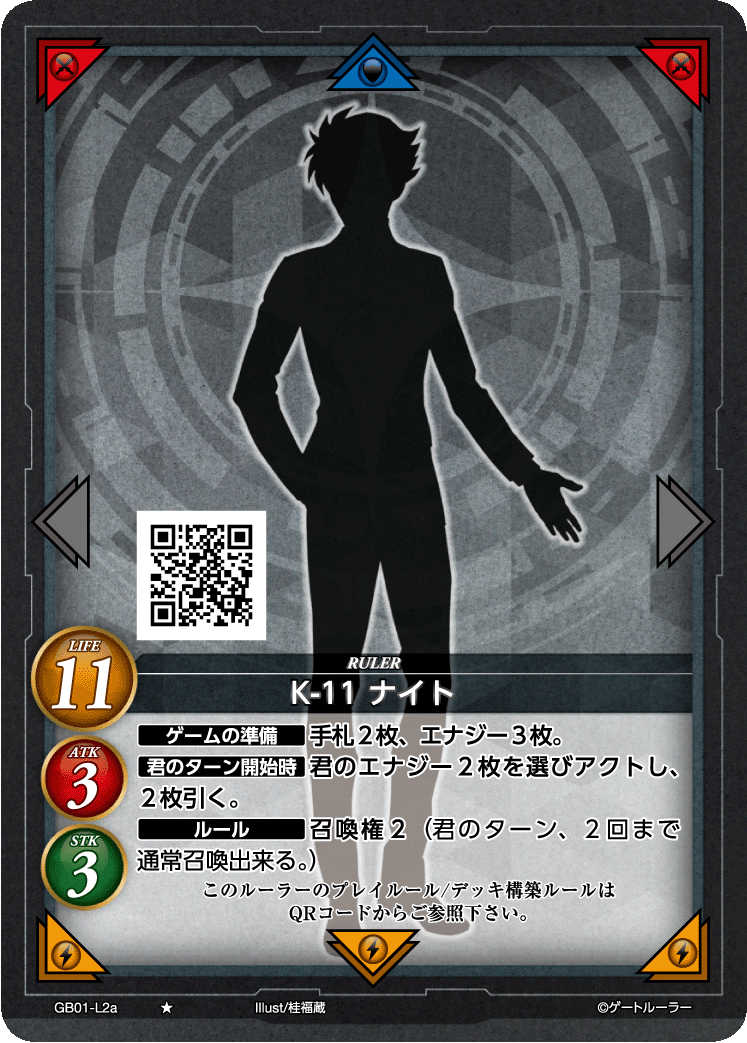 LIFE
11
RULER
K-11 ナイト
ATK
3
STK
3
ゲームの準備 手札2枚、エナジー3枚。
君のターン開始時 君のエナジー2枚を選びアクトし、
2枚引く。
ルール 召喚権2（君のターン、2回まで
通常召喚出来る。）
このルーラーのプレイルール/デッキ構築ルールは
QRコードからご参照下さい。
GB01-L2a ★ Illust/桂福蔵 ©ゲートルーラー